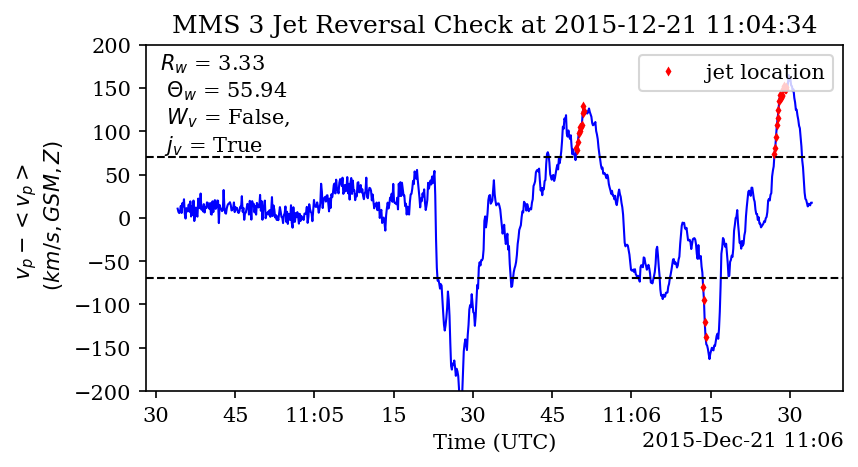 MMS 3 Jet Reversal Check at 2015-12-21 11:04:34
R_w = 3.33
Θ_w = 55.94
W_v = False,
j_v = True
jet location
200
150
100
50
0
−50
−100
−150
−200
v_p − < v_p >
(km/s, GSM, Z)
30 45 11:05 15 30 45 11:06 15 30
Time (UTC)
2015-Dec-21 11:06